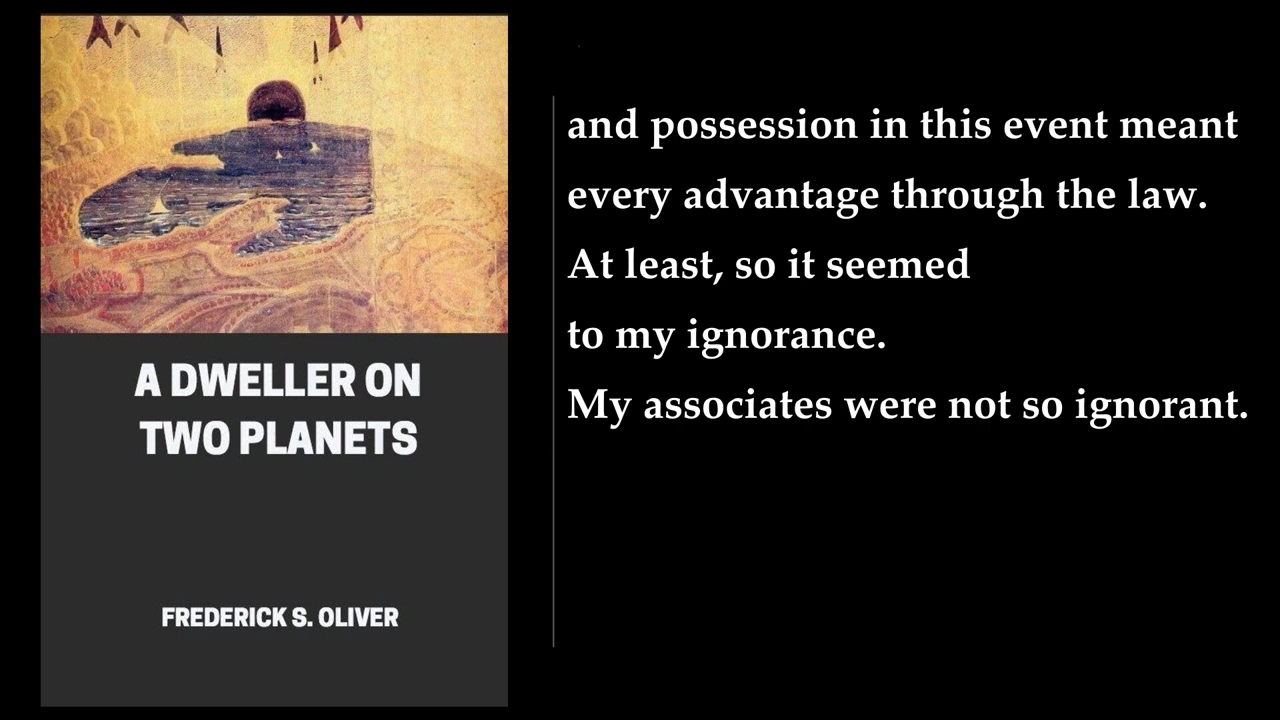 A DWELLER ON
TWO PLANETS
FREDERICK S. OLIVER
and possession in this event meant
every advantage through the law.
At least, so it seemed
to my ignorance.
My associates were not so ignorant.